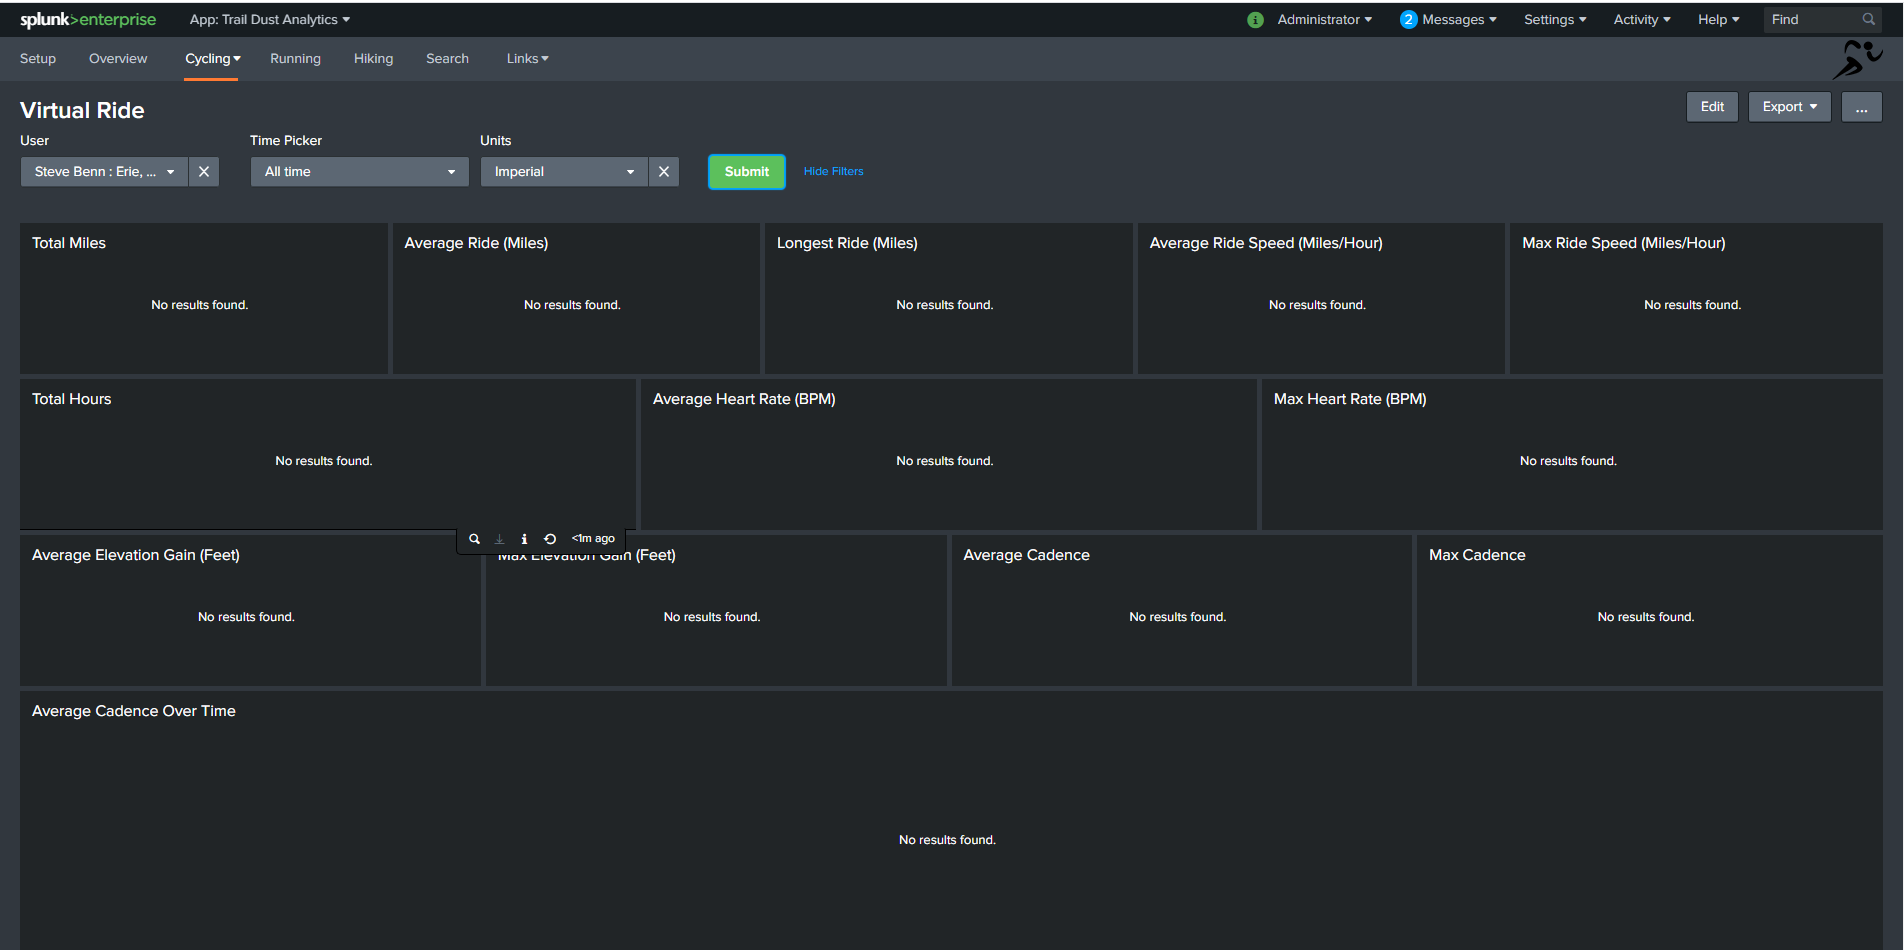 splunk>enterprise App: Trail Dust Analytics i Administrator 2 Messages Settings Activity Help Find
Setup Overview Cycling Running Hiking Search Links
Virtual Ride
Edit Export ...
User Time Picker Units
Steve Benn : Erie, ... All time Imperial Submit Hide Filters
Total Miles Average Ride (Miles) Longest Ride (Miles) Average Ride Speed (Miles/Hour) Max Ride Speed (Miles/Hour)
No results found. No results found. No results found. No results found. No results found.
Total Hours Average Heart Rate (BPM) Max Heart Rate (BPM)
No results found. No results found. No results found.
<1m ago
Average Elevation Gain (Feet) Max Elevation Gain (Feet) Average Cadence Max Cadence
No results found. No results found. No results found. No results found.
Average Cadence Over Time
No results found.